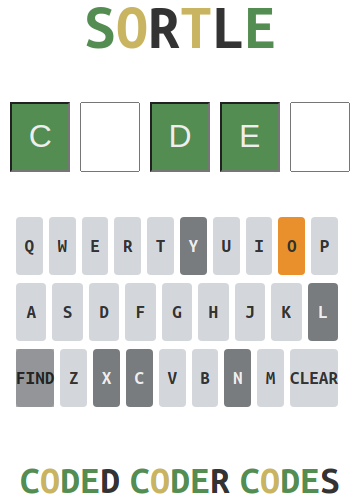 SORTLE
C D E
Q W E R T Y U I O P
A S D F G H J K L
FIND Z X C V B N M CLEAR
CODED CODER CODES